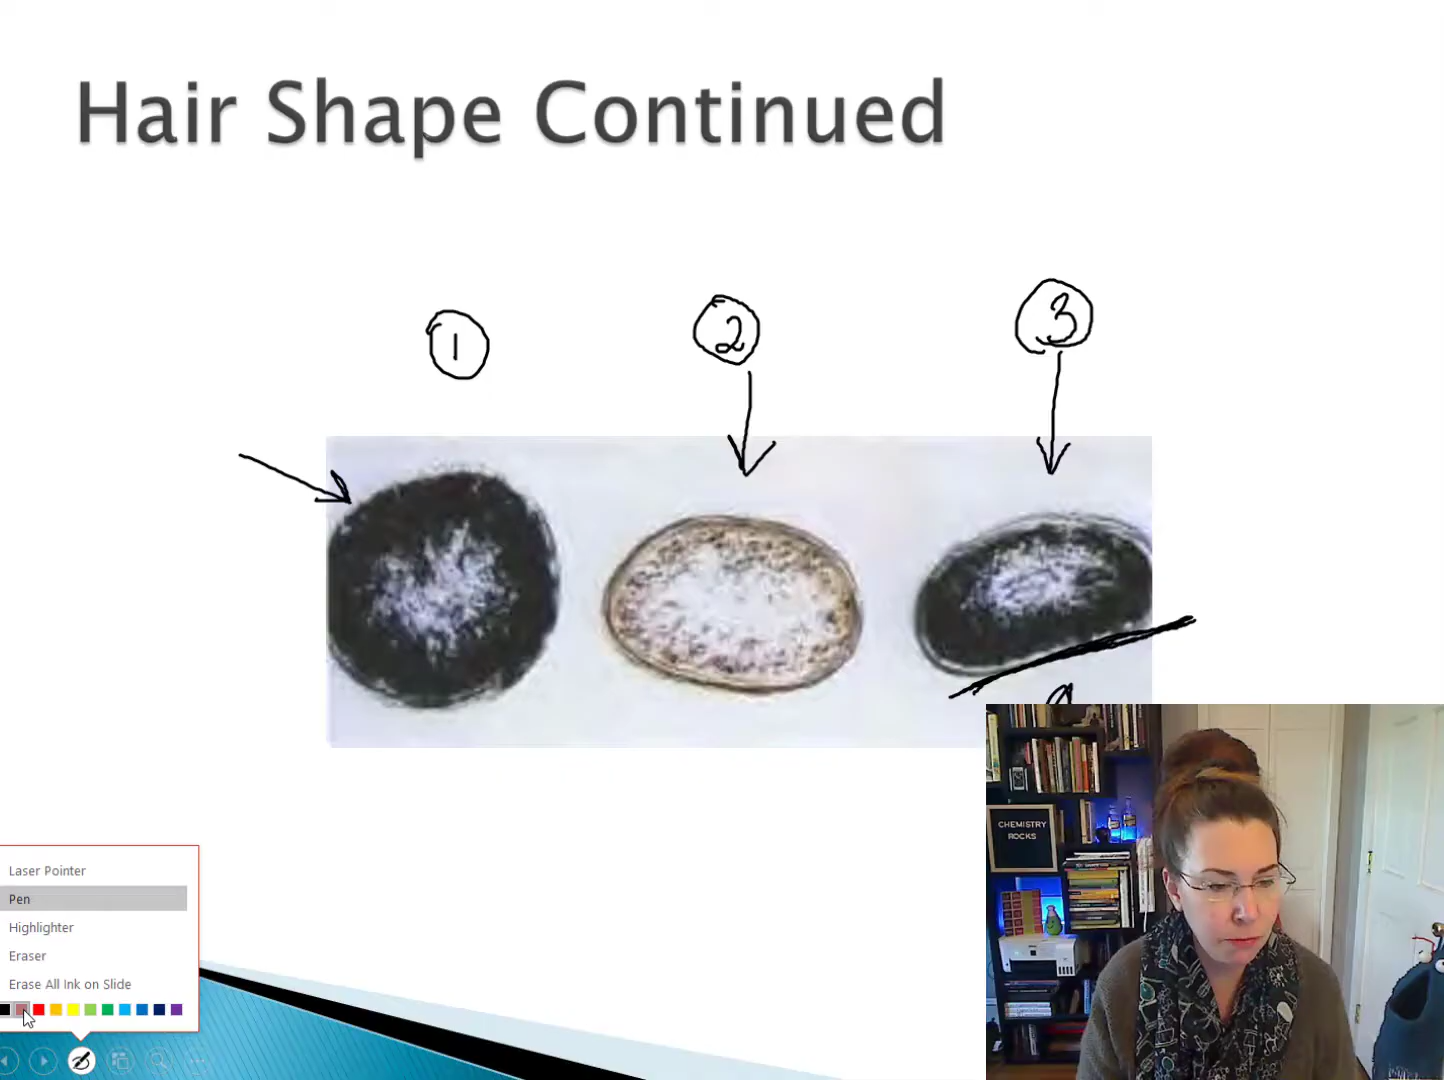 Hair Shape Continued
1
2
3
CHEMISTRY
ROCKS
Laser Pointer
Pen
Highlighter
Eraser
Erase All Ink on Slide